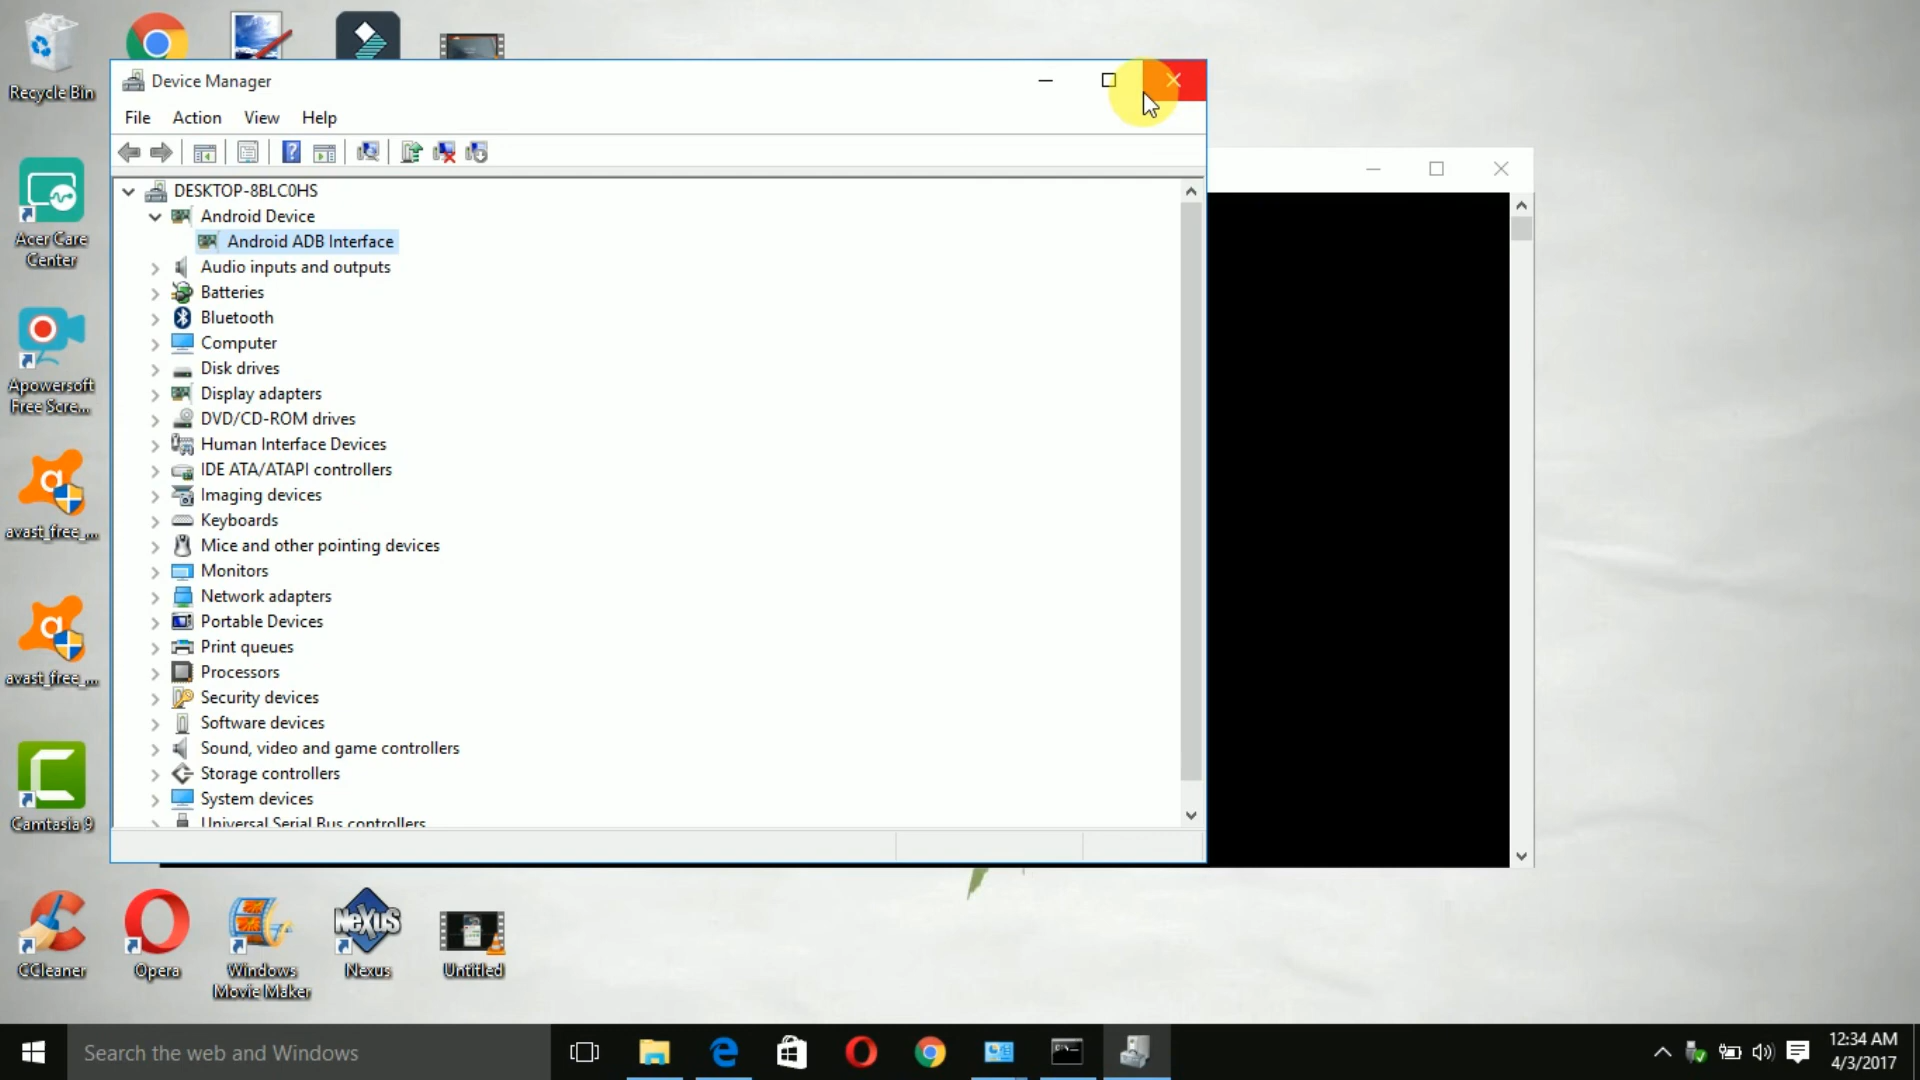 Recycle Bin
Device Manager
File Action View Help
DESKTOP-8BLC0HS
Android Device
Android ADB Interface
Audio inputs and outputs
Batteries
Bluetooth
Computer
Disk drives
Display adapters
DVD/CD-ROM drives
Human Interface Devices
IDE ATA/ATAPI controllers
Imaging devices
Keyboards
Mice and other pointing devices
Monitors
Network adapters
Portable Devices
Print queues
Processors
Security devices
Software devices
Sound, video and game controllers
Storage controllers
System devices
Universal Serial Bus controllers
Acer Care
Center
Apowersoft
Free Scre...
avast_free_...
avast_free_...
Camtasia 9
CCleaner
Opera
Windows
Movie Maker
NeXuS
Nexus
Untitled
Search the web and Windows
12:34 AM
4/3/2017